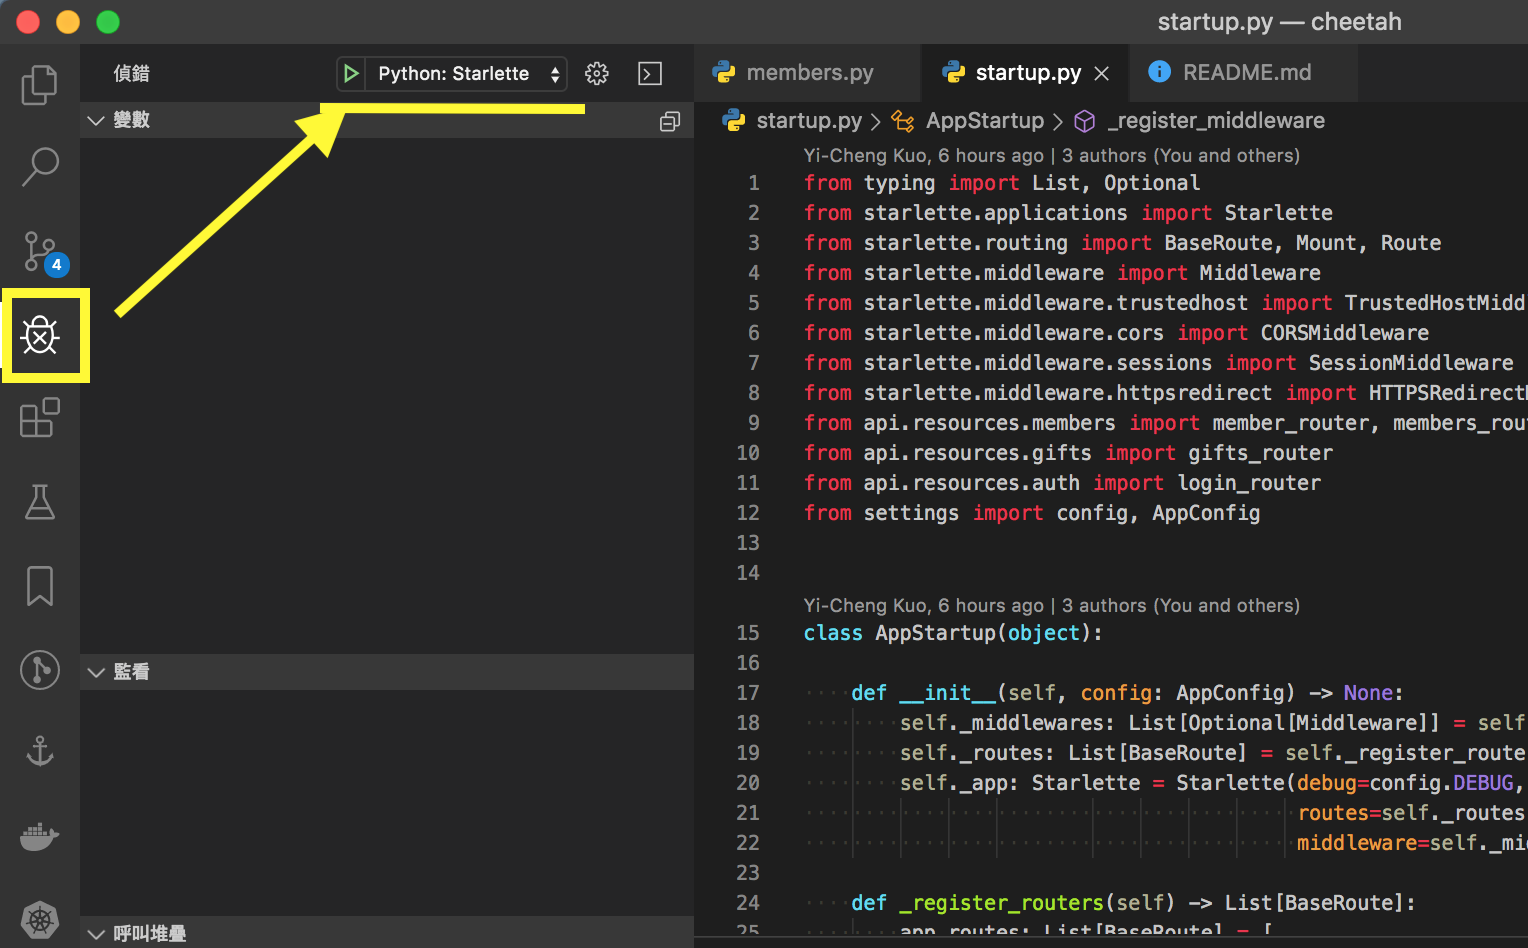 startup.py — cheetah
偵錯
Python: Starlette
變數
4
監看
呼叫堆疊
members.py
startup.py
README.md
startup.py > AppStartup > _register_middleware
Yi-Cheng Kuo, 6 hours ago | 3 authors (You and others)
1 from typing import List, Optional
2 from starlette.applications import Starlette
3 from starlette.routing import BaseRoute, Mount, Route
4 from starlette.middleware import Middleware
5 from starlette.middleware.trustedhost import TrustedHostMidd
6 from starlette.middleware.cors import CORSMiddleware
7 from starlette.middleware.sessions import SessionMiddleware
8 from starlette.middleware.httpsredirect import HTTPSRedirect
9 from api.resources.members import member_router, members_rou
10 from api.resources.gifts import gifts_router
11 from api.resources.auth import login_router
12 from settings import config, AppConfig
13
14
Yi-Cheng Kuo, 6 hours ago | 3 authors (You and others)
15 class AppStartup(object):
16
17 def __init__(self, config: AppConfig) -> None:
18 self._middlewares: List[Optional[Middleware]] = self
19 self._routes: List[BaseRoute] = self._register_route
20 self._app: Starlette = Starlette(debug=config.DEBUG,
21 routes=self._routes
22 middleware=self._mi
23
24 def _register_routers(self) -> List[BaseRoute]:
25 app_routes: List[BaseRoute] = [